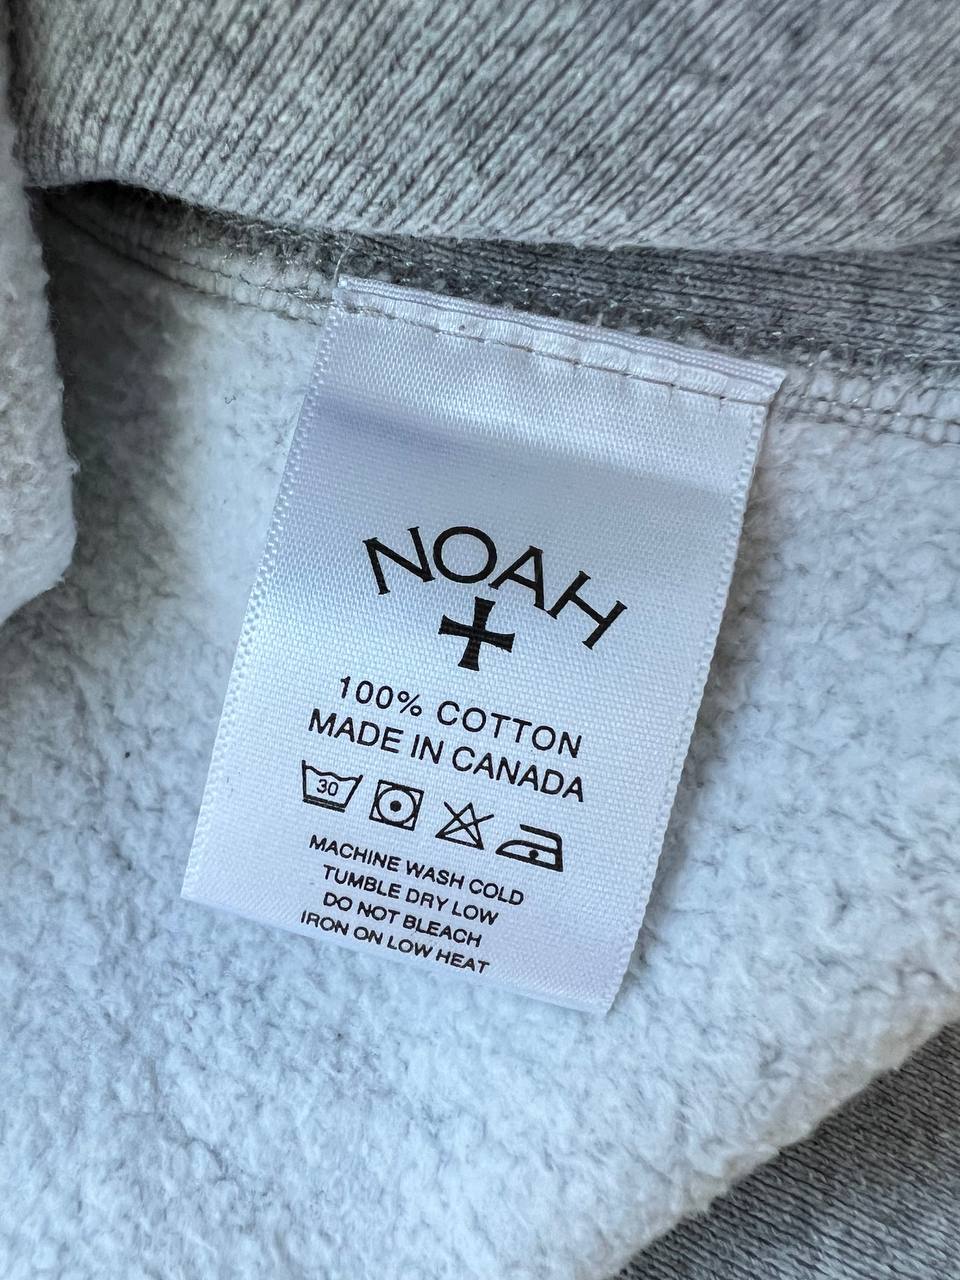 NOAH
100% COTTON
MADE IN CANADA
30
MACHINE WASH COLD
TUMBLE DRY LOW
DO NOT BLEACH
IRON ON LOW HEAT